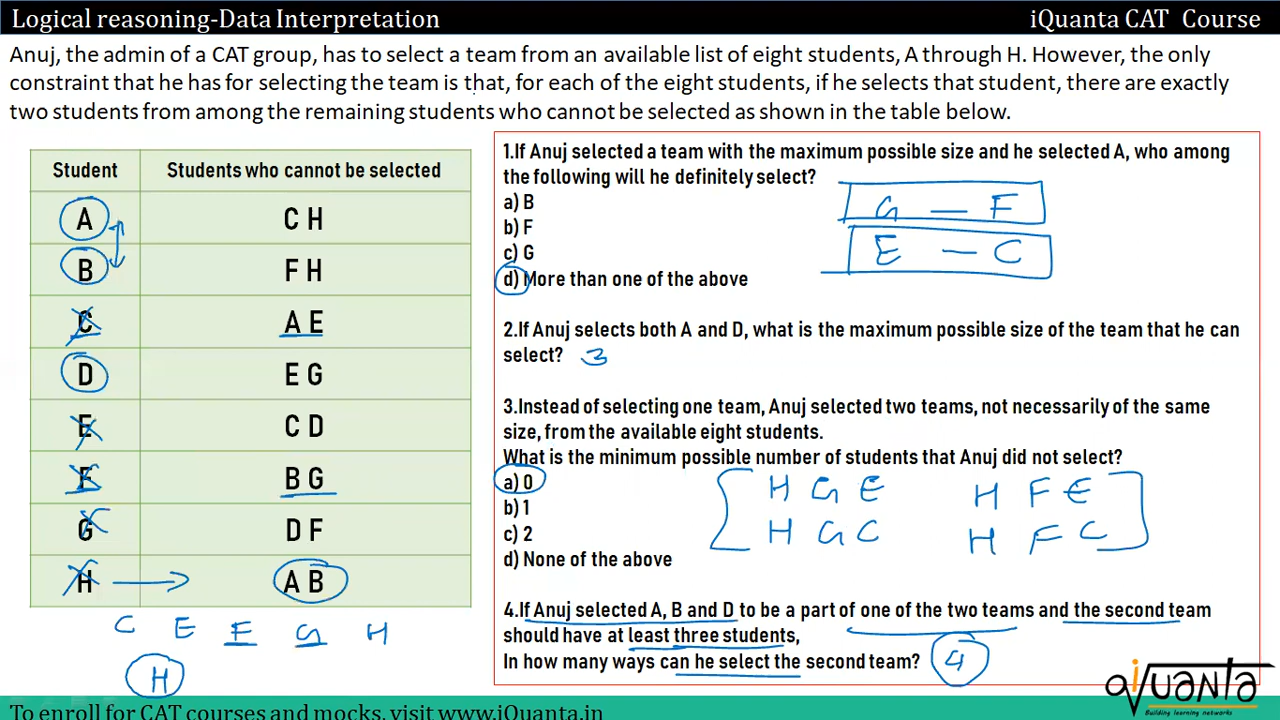 Logical reasoning-Data Interpretation
iQuanta CAT Course
Anuj, the admin of a CAT group, has to select a team from an available list of eight students, A through H. However, the only
constraint that he has for selecting the team is that, for each of the eight students, if he selects that student, there are exactly
two students from among the remaining students who cannot be selected as shown in the table below.
Student Students who cannot be selected
A C H
B F H
C A E
D E G
E C D
F B G
G D F
H A B
C E F G H
H
1.If Anuj selected a team with the maximum possible size and he selected A, who among
the following will he definitely select?
a) B
b) F
c) G
d) More than one of the above
G — F
E — C
2.If Anuj selects both A and D, what is the maximum possible size of the team that he can
select? 3
3.Instead of selecting one team, Anuj selected two teams, not necessarily of the same
size, from the available eight students.
What is the minimum possible number of students that Anuj did not select?
a) 0
b) 1
c) 2
d) None of the above
H G E H F E
H G C H F C
4.If Anuj selected A, B and D to be a part of one of the two teams and the second team
should have at least three students,
In how many ways can he select the second team? 4
iQuanta
Building learning networks
To enroll for CAT courses and mocks, visit www.iQuanta.in